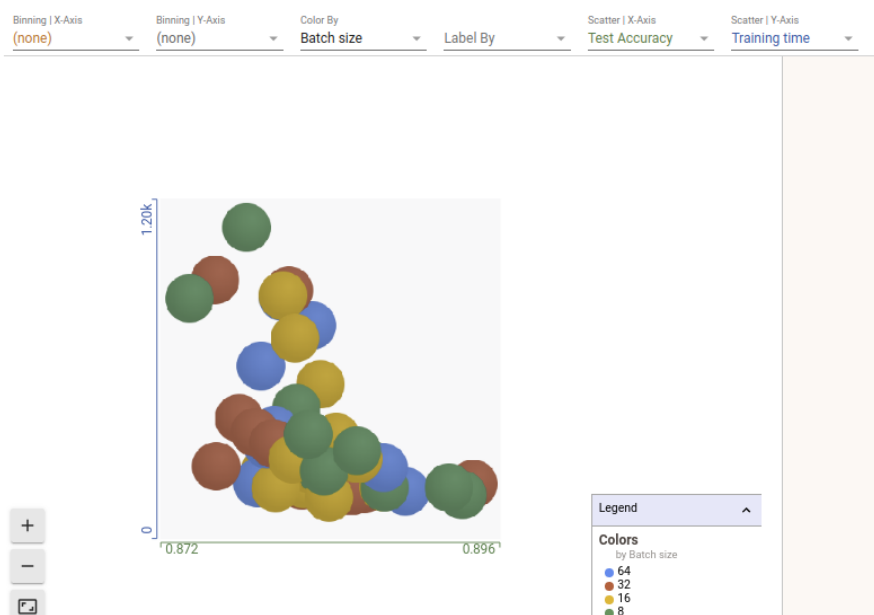 Binning | X-Axis
(none)
Binning | Y-Axis
(none)
Color By
Batch size
Label By
Scatter | X-Axis
Test Accuracy
Scatter | Y-Axis
Training time
1.20k
0
0.872
0.896
+
−
Legend
Colors
by Batch size
64
32
16
8